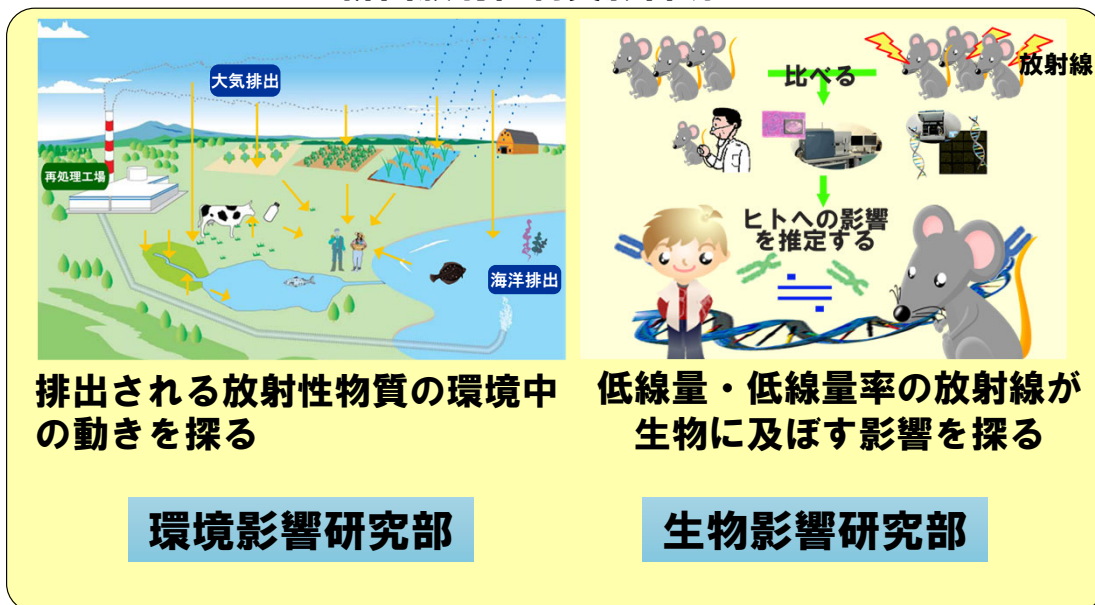 大気排出
再処理工場
海洋排出
放射線
比べる
ヒトへの影響
を推定する
排出される放射性物質の環境中
の動きを探る
低線量・低線量率の放射線が
生物に及ぼす影響を探る
環境影響研究部
生物影響研究部